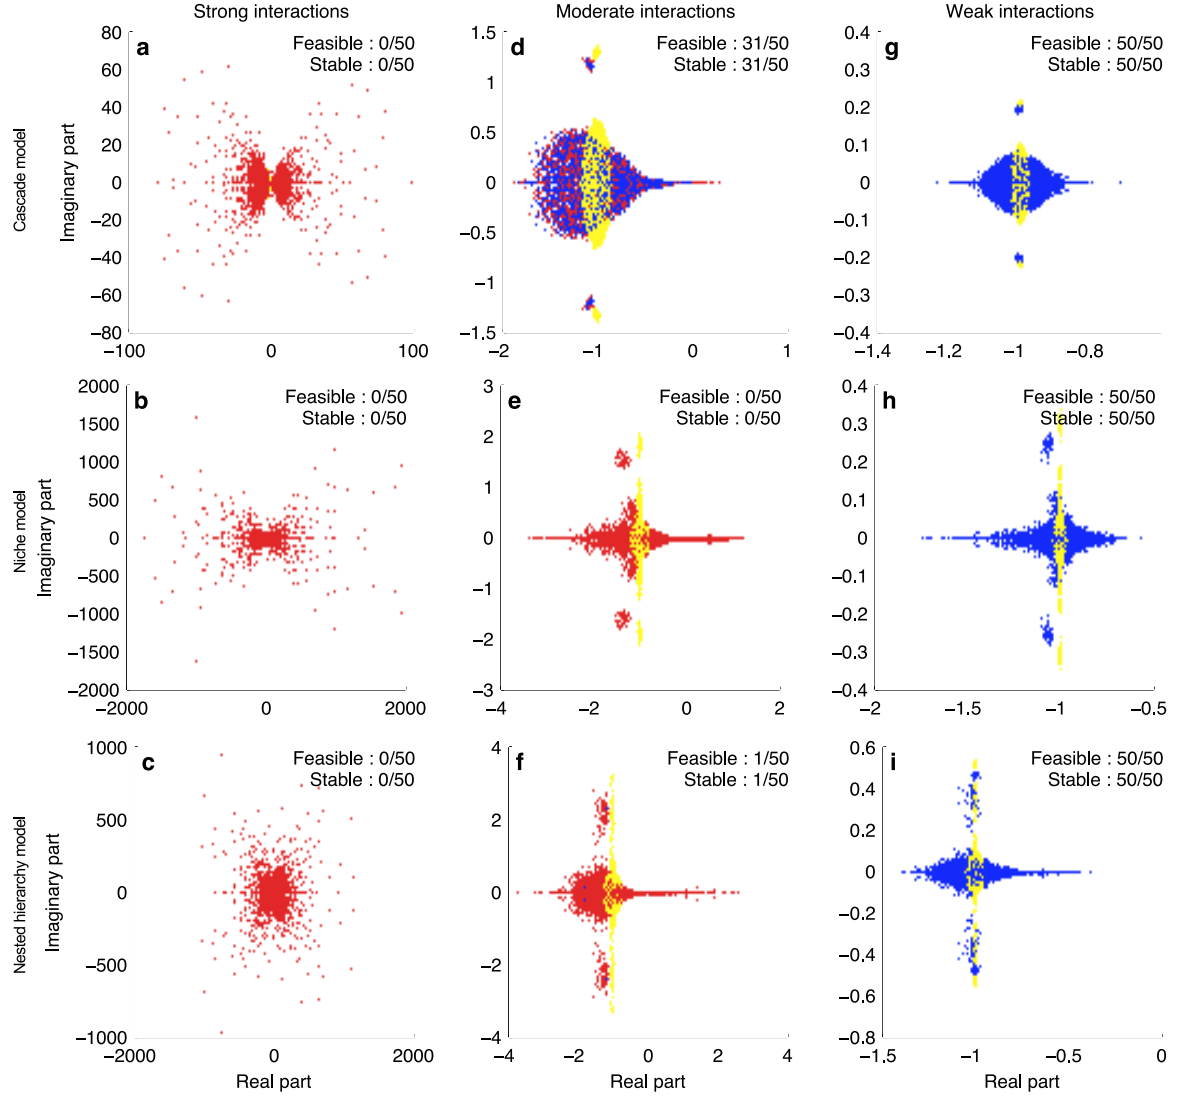 Strong interactions
Moderate interactions
Weak interactions
Cascade model
Imaginary part
a
Feasible : 0/50
Stable : 0/50
80
60
40
20
0
−20
−40
−60
−80
−100
0
100
d
Feasible : 31/50
Stable : 31/50
1.5
1
0.5
0
−0.5
−1
−1.5
−2
−1
0
1
g
Feasible : 50/50
Stable : 50/50
0.4
0.3
0.2
0.1
0
−0.1
−0.2
−0.3
−0.4
−1.4
−1.2
−1
−0.8
Niche model
Imaginary part
b
Feasible : 0/50
Stable : 0/50
2000
1500
1000
500
0
−500
−1000
−1500
−2000
−2000
0
2000
e
Feasible : 0/50
Stable : 0/50
3
2
1
0
−1
−2
−3
−4
−2
0
2
h
Feasible : 50/50
Stable : 50/50
0.4
0.3
0.2
0.1
0
−0.1
−0.2
−0.3
−0.4
−2
−1.5
−1
−0.5
Nested hierarchy model
Imaginary part
c
Feasible : 0/50
Stable : 0/50
1000
500
0
−500
−1000
−2000
0
2000
Real part
f
Feasible : 1/50
Stable : 1/50
4
2
0
−2
−4
−4
−2
0
2
4
Real part
i
Feasible : 50/50
Stable : 50/50
0.6
0.4
0.2
0
−0.2
−0.4
−0.6
−0.8
−1.5
−1
−0.5
0
Real part